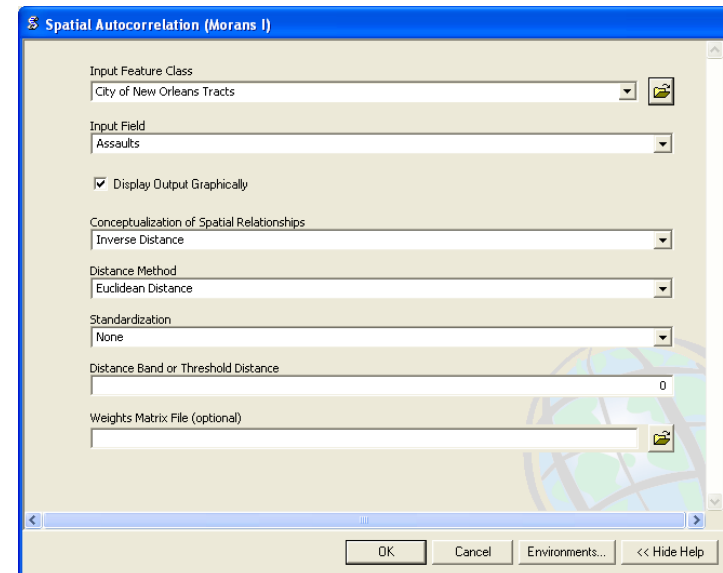 Spatial Autocorrelation (Morans I)
Input Feature Class
City of New Orleans Tracts
Input Field
Assaults
Display Output Graphically
Conceptualization of Spatial Relationships
Inverse Distance
Distance Method
Euclidean Distance
Standardization
None
Distance Band or Threshold Distance
0
Weights Matrix File (optional)
OK Cancel Environments... << Hide Help